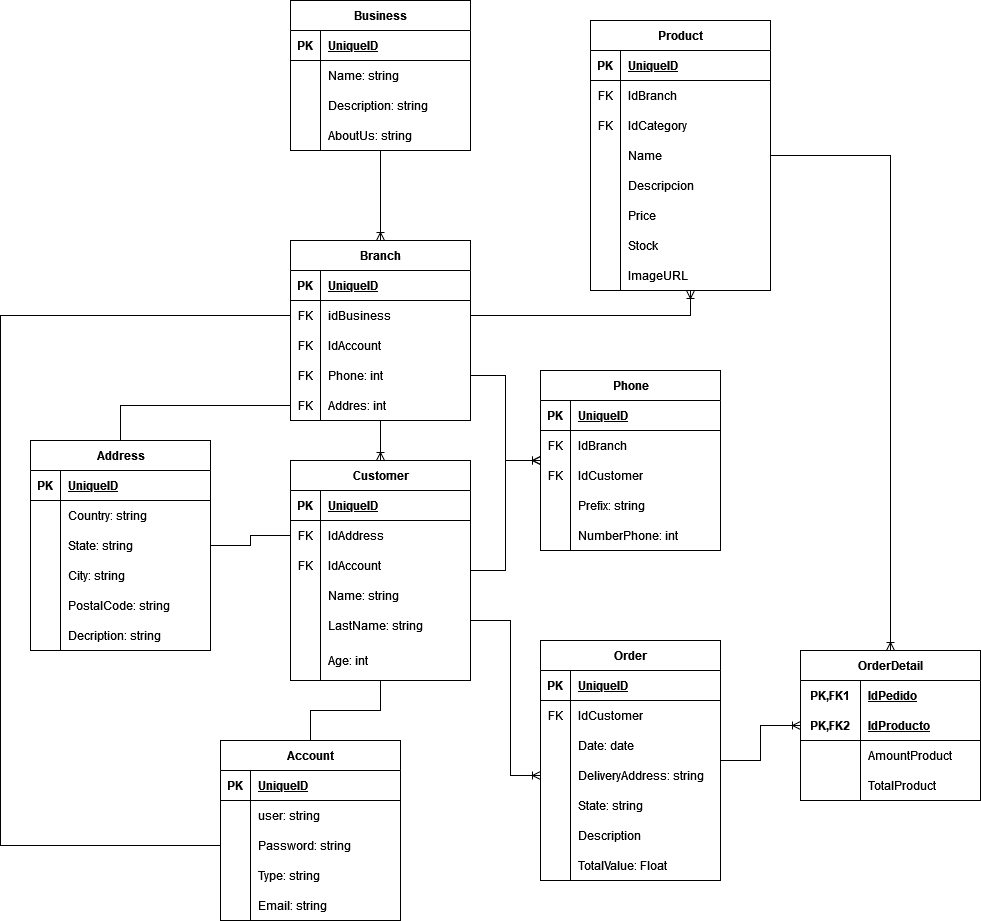 Business
PK UniqueID
Name: string
Description: string
AboutUs: string
Product
PK UniqueID
FK IdBranch
FK IdCategory
Name
Descripcion
Price
Stock
ImageURL
Branch
PK UniqueID
FK idBusiness
FK IdAccount
FK Phone: int
FK Addres: int
Phone
PK UniqueID
FK IdBranch
FK IdCustomer
Prefix: string
NumberPhone: int
Address
PK UniqueID
Country: string
State: string
City: string
PostalCode: string
Decription: string
Customer
PK UniqueID
FK IdAddress
FK IdAccount
Name: string
LastName: string
Age: int
Order
PK UniqueID
FK IdCustomer
Date: date
DeliveryAddress: string
State: string
Description
TotalValue: Float
OrderDetail
PK,FK1 IdPedido
PK,FK2 IdProducto
AmountProduct
TotalProduct
Account
PK UniqueID
user: string
Password: string
Type: string
Email: string